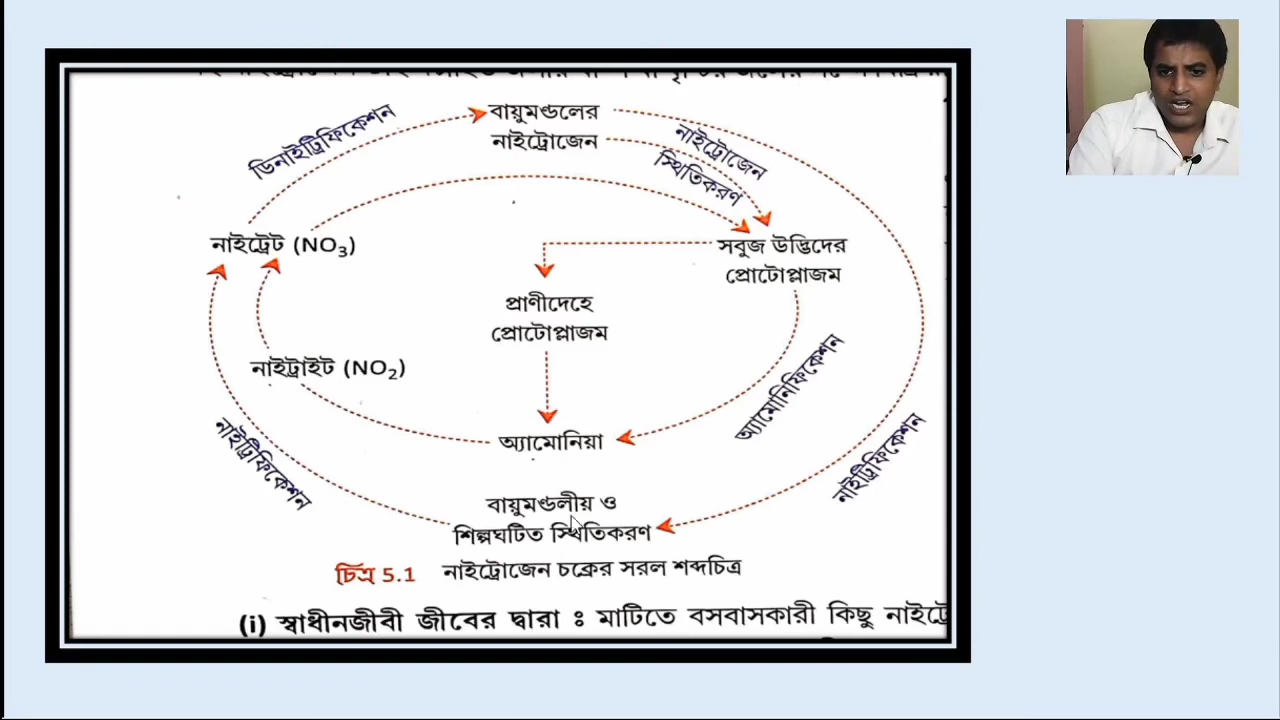 বায়ুমণ্ডলের
নাইট্রোজেন
ডিনাইট্রিফিকেশন
নাইট্রোজেন
স্থিতিকরণ
নাইট্রেট (NO3)
সবুজ উদ্ভিদের
প্রোটোপ্লাজম
প্রাণীদেহে
প্রোটোপ্লাজম
নাইট্রাইট (NO2)
অ্যামোনিফিকেশন
অ্যামোনিয়া
নাইট্রিফিকেশন
নাইট্রিফিকেশন
বায়ুমণ্ডলীয় ও
শিল্পঘটিত স্থিতিকরণ
চিত্র 5.1 নাইট্রোজেন চক্রের সরল শব্দচিত্র
(i) স্বাধীনজীবী জীবের দ্বারা : মাটিতে বসবাসকারী কিছু